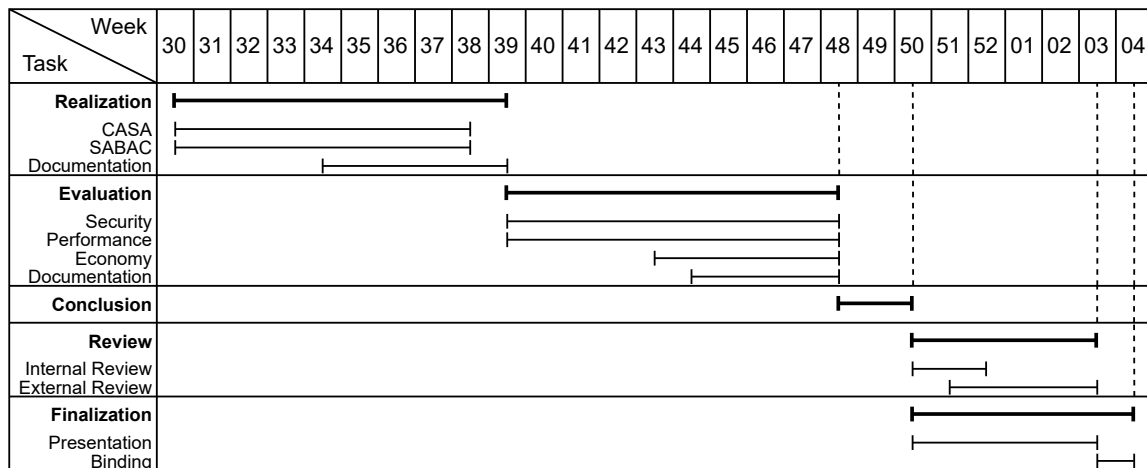 Week
Task
30 31 32 33 34 35 36 37 38 39 40 41 42 43 44 45 46 47 48 49 50 51 52 01 02 03 04
Realization
CASA
SABAC
Documentation
Evaluation
Security
Performance
Economy
Documentation
Conclusion
Review
Internal Review
External Review
Finalization
Presentation
Binding